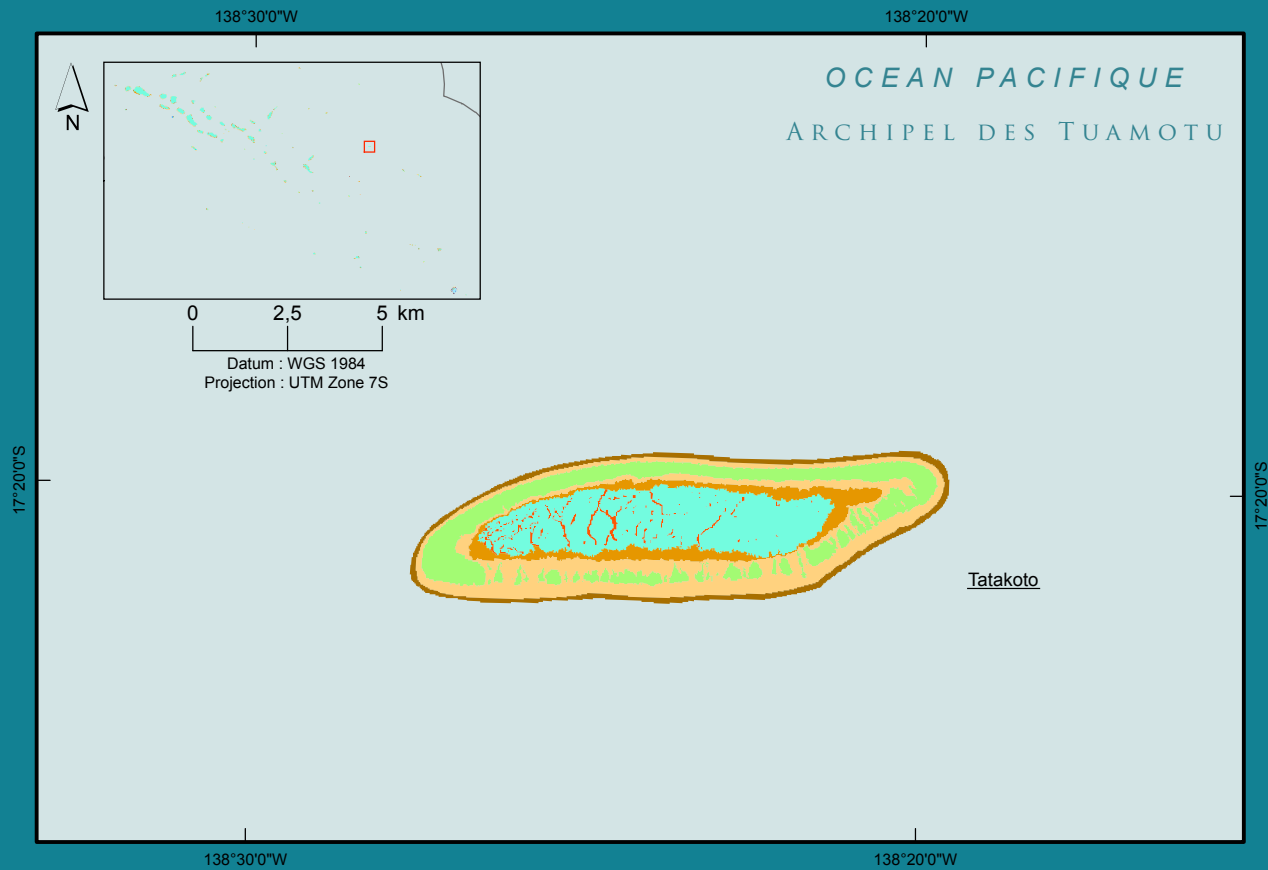 138°30'0"W
138°20'0"W
OCEAN PACIFIQUE
ARCHIPEL DES TUAMOTU
N
0 2,5 5 km
Datum : WGS 1984
Projection : UTM Zone 7S
17°20'0"S
17°20'0"S
Tatakoto
138°30'0"W
138°20'0"W